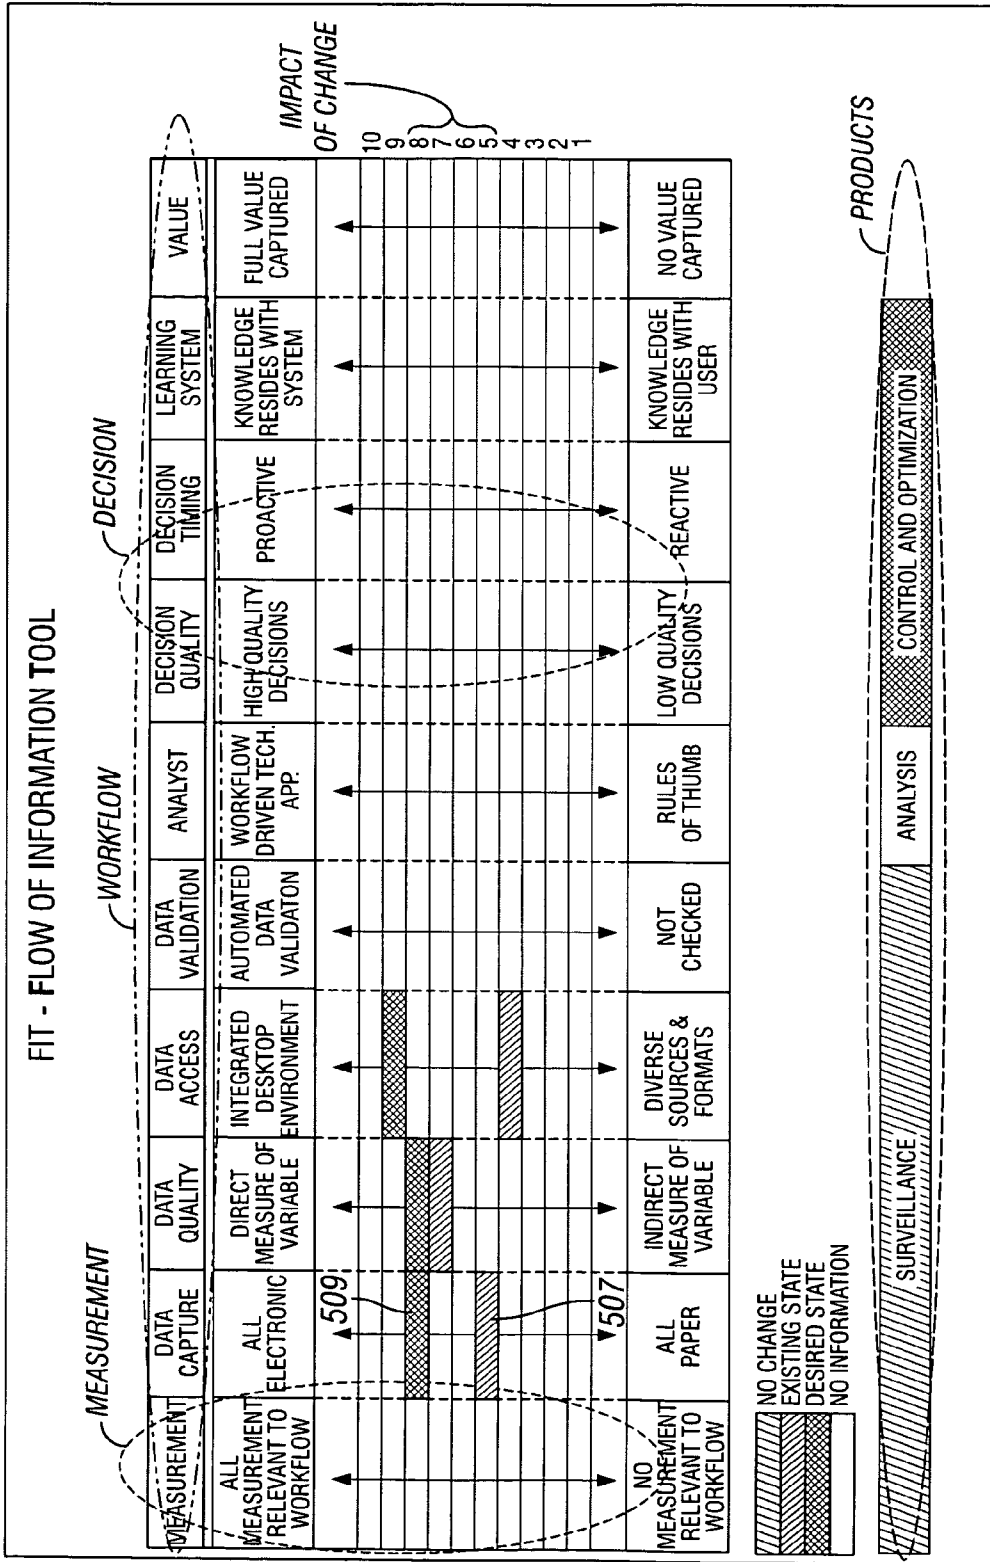 FIT - FLOW OF INFORMATION TOOL
MEASUREMENT
WORKFLOW
DECISION
MEASUREMENT
DATA
CAPTURE
DATA
QUALITY
DATA
ACCESS
DATA
VALIDATION
ANALYST
DECISION
QUALITY
DECISION
TIMING
LEARNING
SYSTEM
VALUE
ALL
MEASUREMENT
RELEVANT TO
WORKFLOW
ALL
ELECTRONIC
DIRECT
MEASURE OF
VARIABLE
INTEGRATED
DESKTOP
ENVIRONMENT
AUTOMATED
DATA
VALIDATON
WORKFLOW
DRIVEN TECH.
APP.
HIGH QUALITY
DECISIONS
PROACTIVE
KNOWLEDGE
RESIDES WITH
SYSTEM
FULL VALUE
CAPTURED
IMPACT
OF CHANGE
10
9
8
7
6
5
4
3
2
1
509
507
NO
MEASUREMENT
RELEVANT TO
WORKFLOW
ALL
PAPER
INDIRECT
MEASURE OF
VARIABLE
DIVERSE
SOURCES &
FORMATS
NOT
CHECKED
RULES
OF THUMB
LOW QUALITY
DECISIONS
REACTIVE
KNOWLEDGE
RESIDES WITH
USER
NO VALUE
CAPTURED
NO CHANGE
EXISTING STATE
DESIRED STATE
NO INFORMATION
PRODUCTS
SURVEILLANCE
ANALYSIS
CONTROL AND OPTIMIZATION